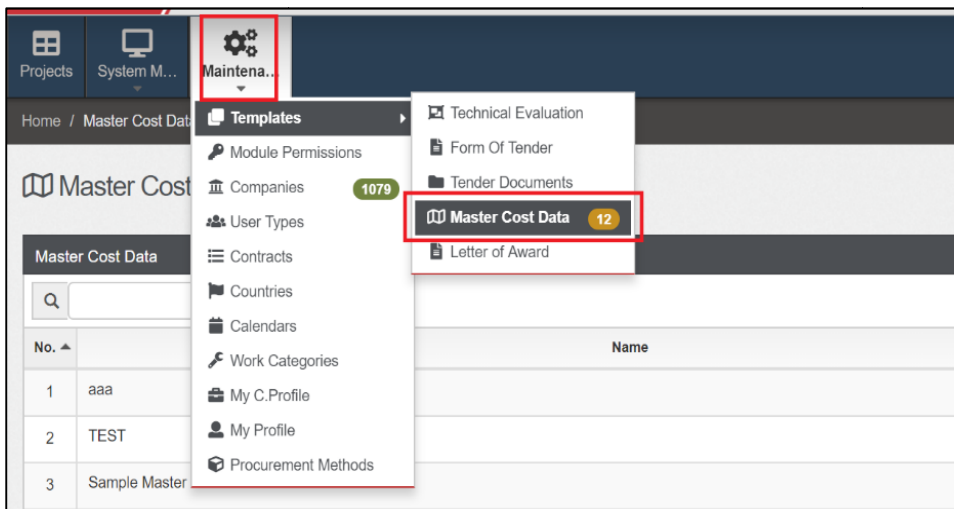 Projects
System M...
Maintena...
Home / Master Cost Dat
Templates
Module Permissions
Companies 1079
User Types
Contracts
Countries
Calendars
Work Categories
My C.Profile
My Profile
Procurement Methods
Technical Evaluation
Form Of Tender
Tender Documents
Master Cost Data 12
Letter of Award
Master Cost
Master Cost Data
No. Name
1 aaa
2 TEST
3 Sample Master